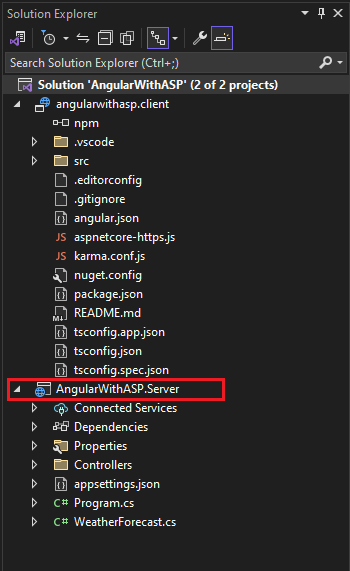 Solution Explorer
Search Solution Explorer (Ctrl+;)
Solution 'AngularWithASP' (2 of 2 projects)
angularwithasp.client
npm
.vscode
src
.editorconfig
.gitignore
angular.json
JS aspnetcore-https.js
JS karma.conf.js
nuget.config
package.json
M README.md
tsconfig.app.json
tsconfig.json
tsconfig.spec.json
AngularWithASP.Server
Connected Services
Dependencies
Properties
Controllers
appsettings.json
C# Program.cs
C# WeatherForecast.cs